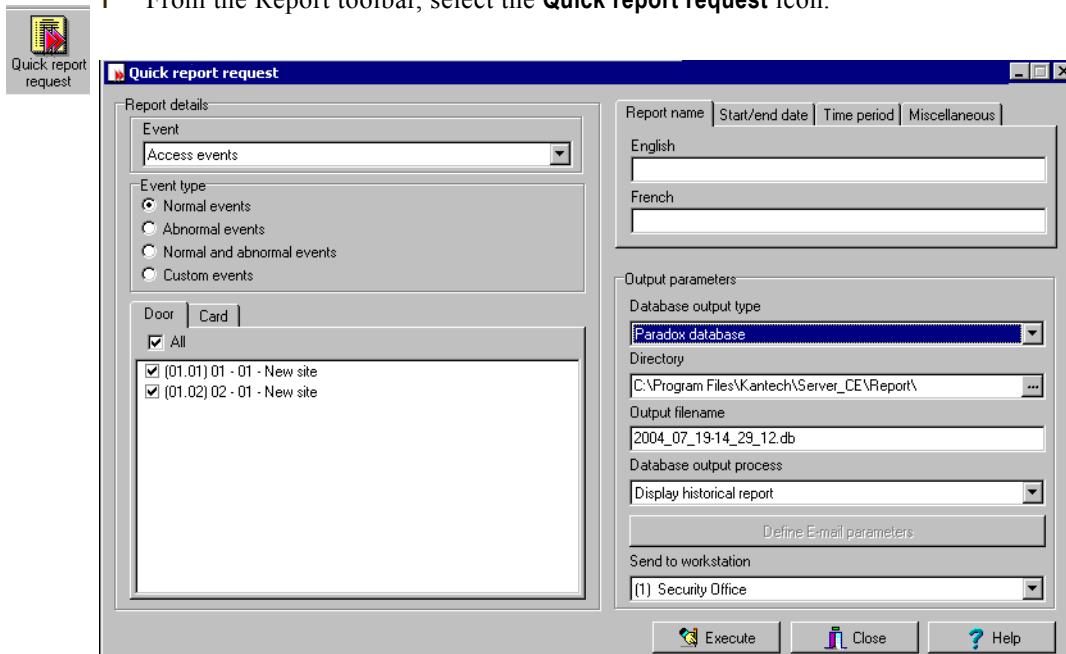 From the Report toolbar, select the Quick report request icon.
Quick report
request
Quick report request
Report details
Event
Access events
Event type
Normal events
Abnormal events
Normal and abnormal events
Custom events
Door
Card
All
(01.01) 01 - 01 - New site
(01.02) 02 - 01 - New site
Report name
Start/end date
Time period
Miscellaneous
English
French
Output parameters
Database output type
Paradox database
Directory
C:\Program Files\Kantech\Server_CE\Report\
...
Output filename
2004_07_19-14_29_12.db
Database output process
Display historical report
Define E-mail parameters
Send to workstation
(1) Security Office
Execute
Close
? Help